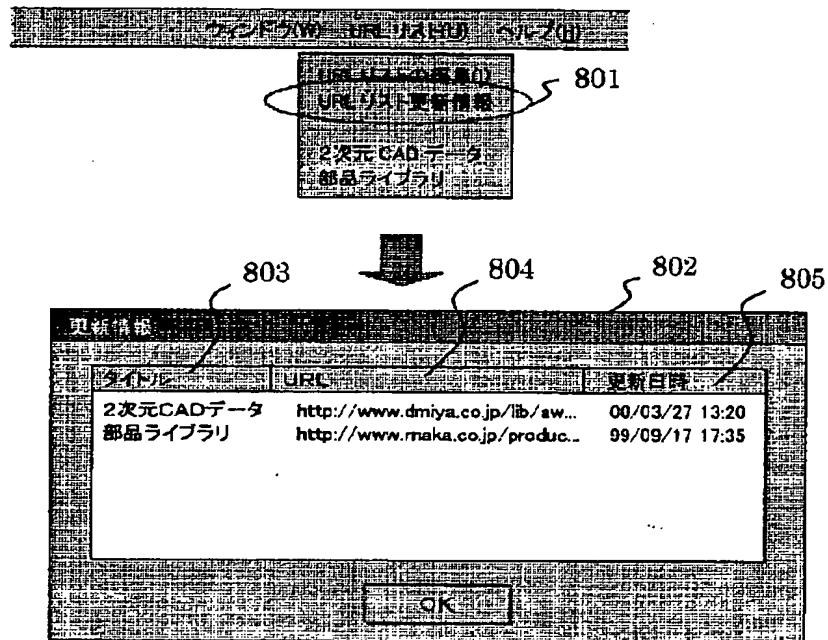 ウィンドウ(W) URLリスト(U) ヘルプ(H)
URLリストの編集(I)
URLリスト更新情報
801
2次元 CAD データ
部品ライブラリ
803 804 802 805
更新情報
タイトル URL 更新日時
2次元CADデータ http://www.dmiya.co.jp/lib/aw... 00/03/27 13:20
部品ライブラリ http://www.maka.co.jp/produc... 99/09/17 17:35
OK